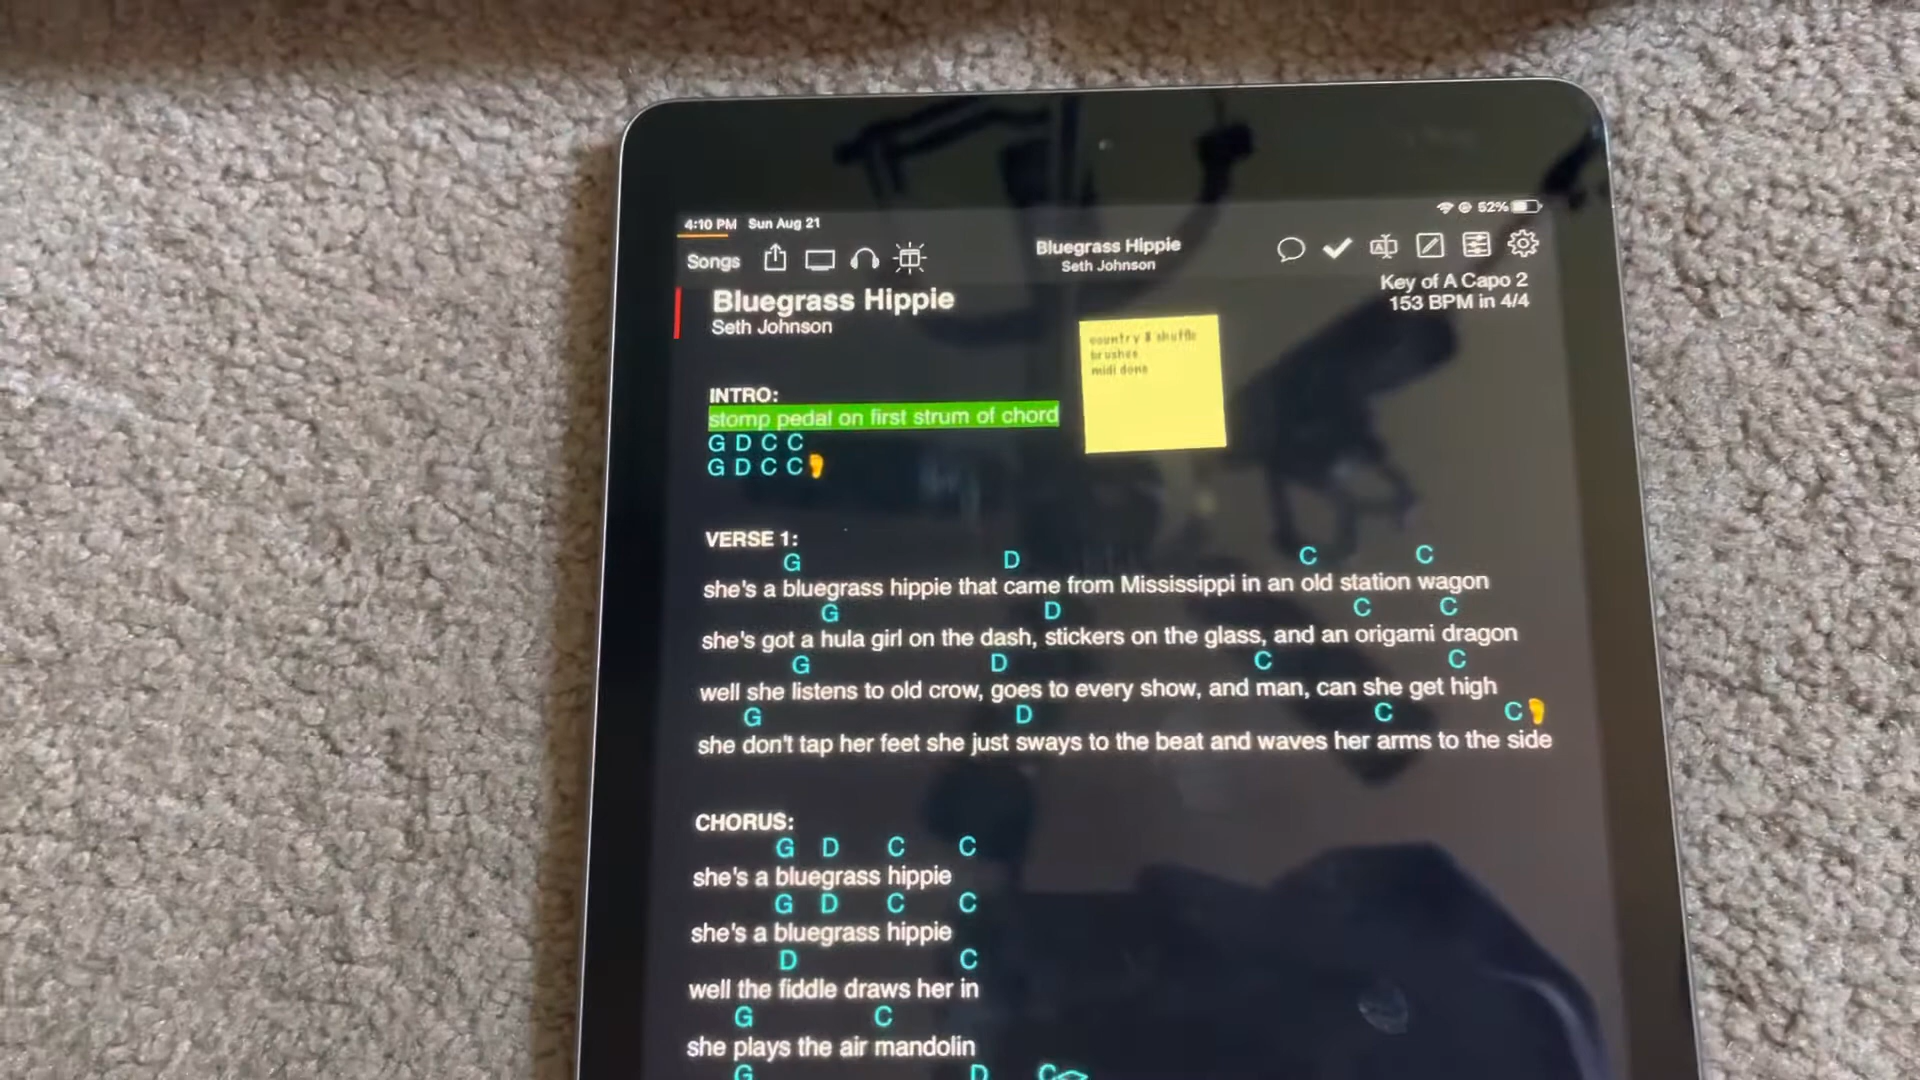 4:10 PM Sun Aug 21
52%
Songs
Bluegrass Hippie
Seth Johnson
Key of A Capo 2
153 BPM in 4/4
Bluegrass Hippie
Seth Johnson
country 8 shuffle
brushes
midi done
INTRO:
stomp pedal on first strum of chord
G D C C
G D C C
VERSE 1:
G D C C
she's a bluegrass hippie that came from Mississippi in an old station wagon
G D C C
she's got a hula girl on the dash, stickers on the glass, and an origami dragon
G D C C
well she listens to old crow, goes to every show, and man, can she get high
G D C C
she don't tap her feet she just sways to the beat and waves her arms to the side
CHORUS:
G D C C
she's a bluegrass hippie
G D C C
she's a bluegrass hippie
D C
well the fiddle draws her in
G C
she plays the air mandolin
G D C